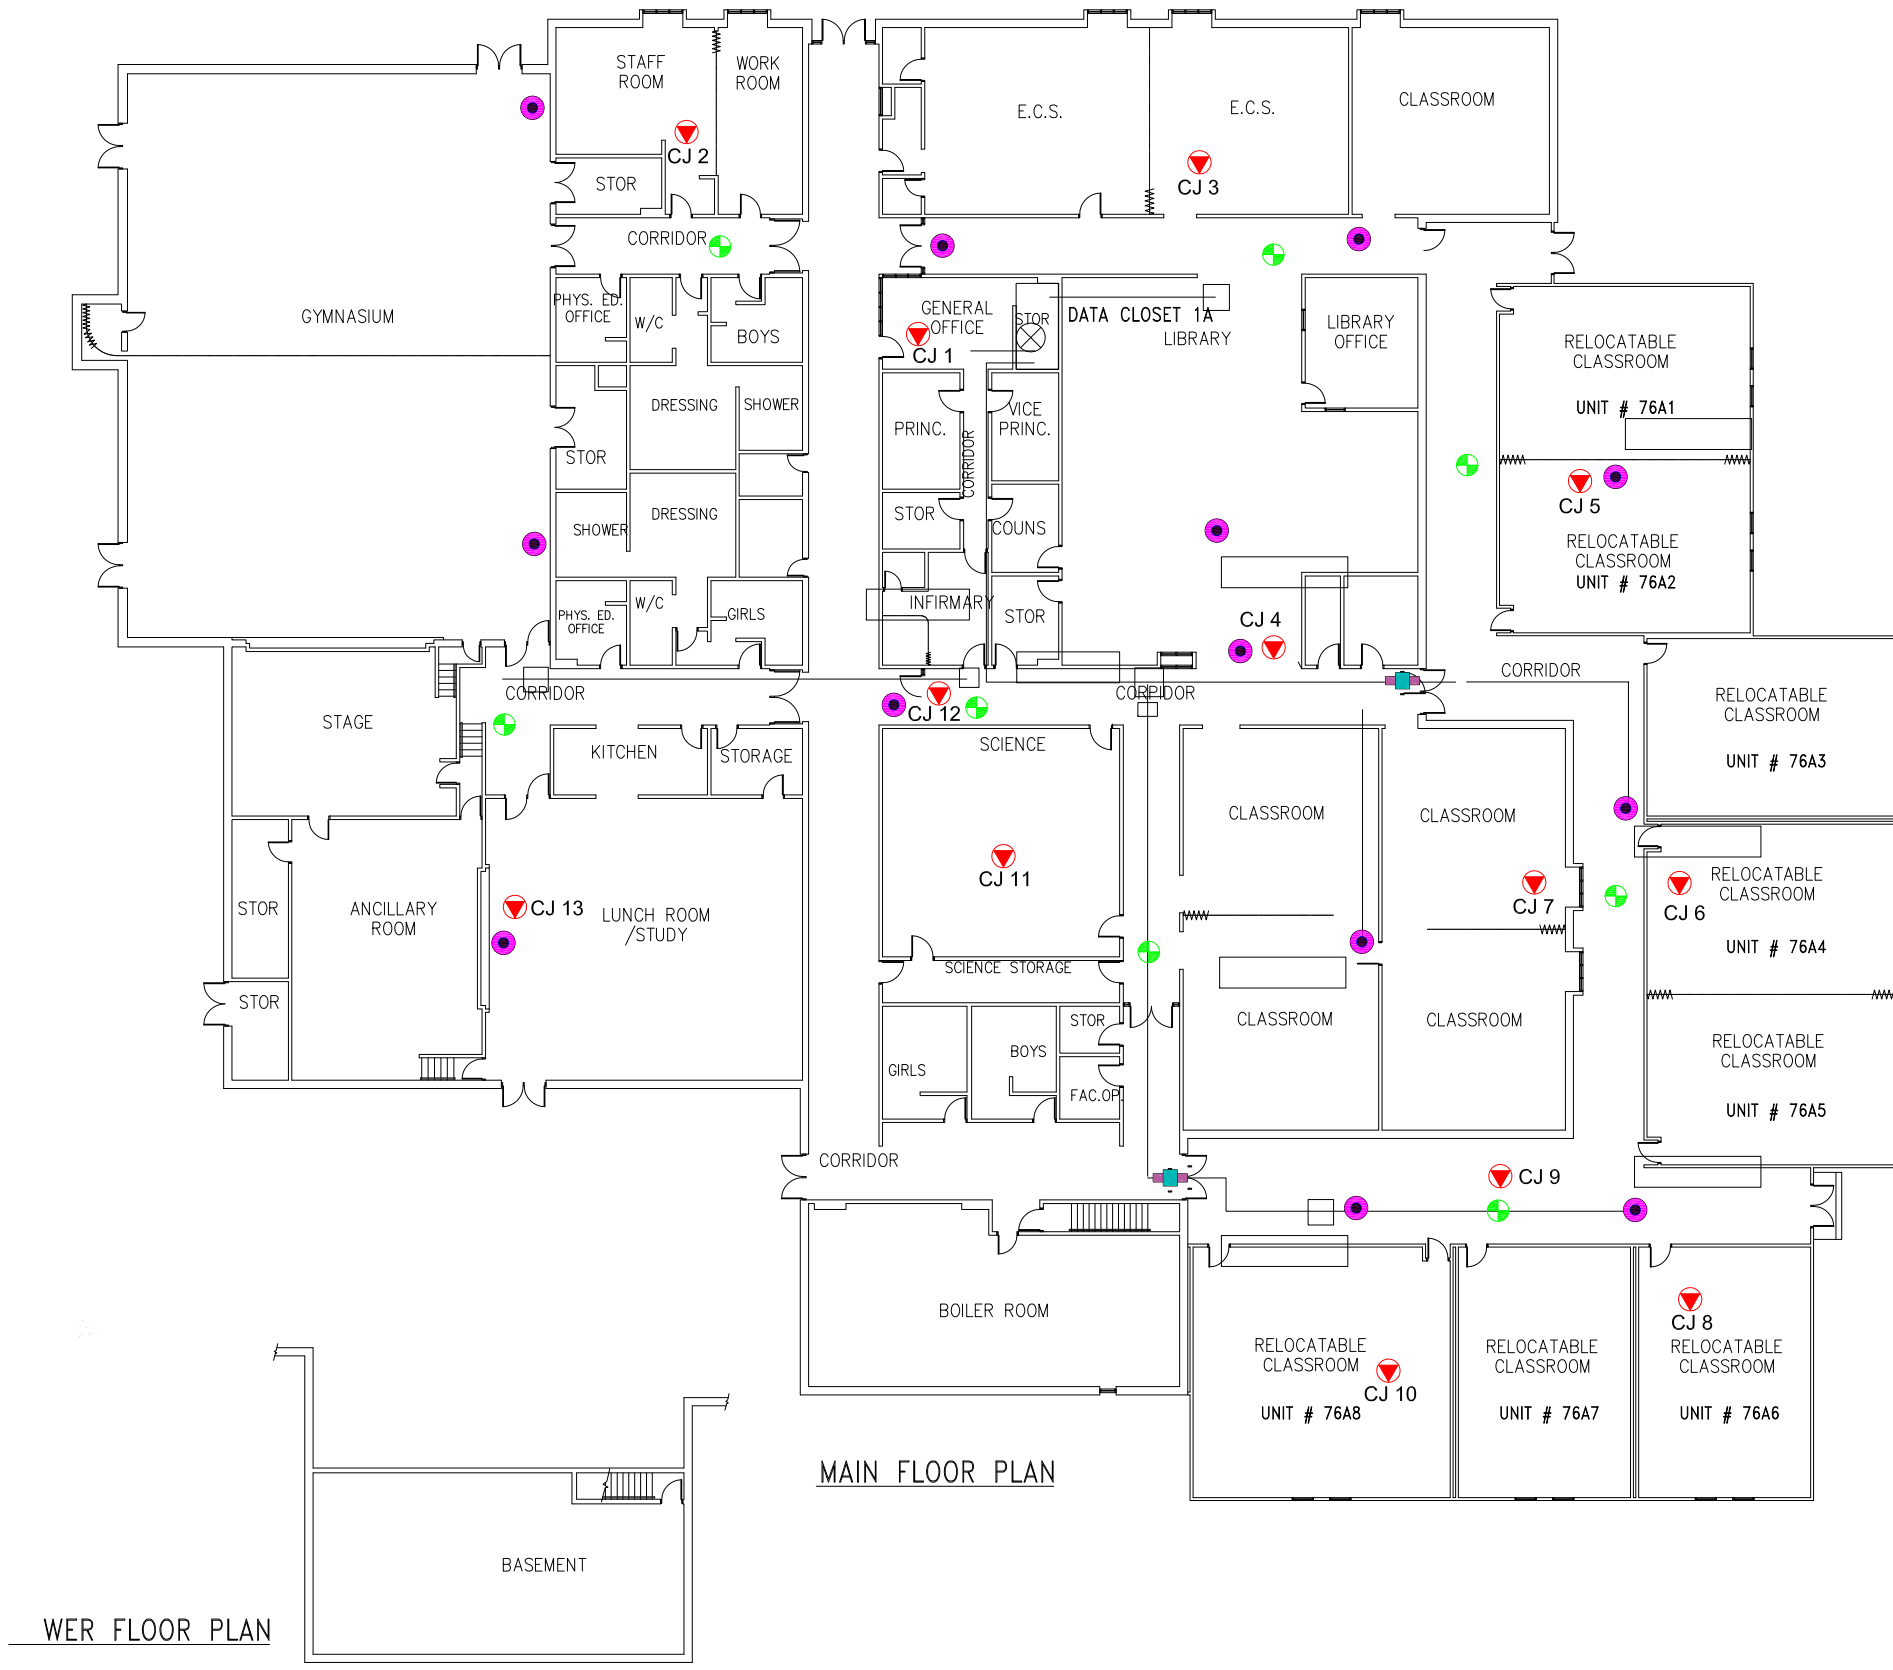 STAFF
ROOM
WORK
ROOM
E.C.S.
E.C.S.
CLASSROOM
CJ 2
CJ 3
STOR
CORRIDOR
GYMNASIUM
PHYS. ED.
OFFICE
W/C
BOYS
GENERAL
OFFICE
STOR
DATA CLOSET 1A
LIBRARY
LIBRARY
OFFICE
CJ 1
RELOCATABLE
CLASSROOM
UNIT # 76A1
DRESSING
SHOWER
PRINC.
CORRIDOR
VICE
PRINC.
STOR
SHOWER
DRESSING
STOR
COUNS
CJ 5
RELOCATABLE
CLASSROOM
UNIT # 76A2
PHYS. ED.
OFFICE
W/C
GIRLS
INFIRMARY
STOR
CJ 4
CORRIDOR
CORRIDOR
CORRIDOR
STAGE
KITCHEN
STORAGE
CJ 12
SCIENCE
RELOCATABLE
CLASSROOM
UNIT # 76A3
CLASSROOM
CLASSROOM
CJ 11
CJ 7
CJ 6
RELOCATABLE
CLASSROOM
UNIT # 76A4
STOR
ANCILLARY
ROOM
CJ 13
LUNCH ROOM
/STUDY
SCIENCE STORAGE
STOR
STOR
BOYS
GIRLS
FAC.OP.
CLASSROOM
CLASSROOM
RELOCATABLE
CLASSROOM
UNIT # 76A5
CORRIDOR
CJ 9
BOILER ROOM
RELOCATABLE
CLASSROOM
CJ 10
UNIT # 76A8
RELOCATABLE
CLASSROOM
UNIT # 76A7
CJ 8
RELOCATABLE
CLASSROOM
UNIT # 76A6
MAIN FLOOR PLAN
BASEMENT
WER FLOOR PLAN